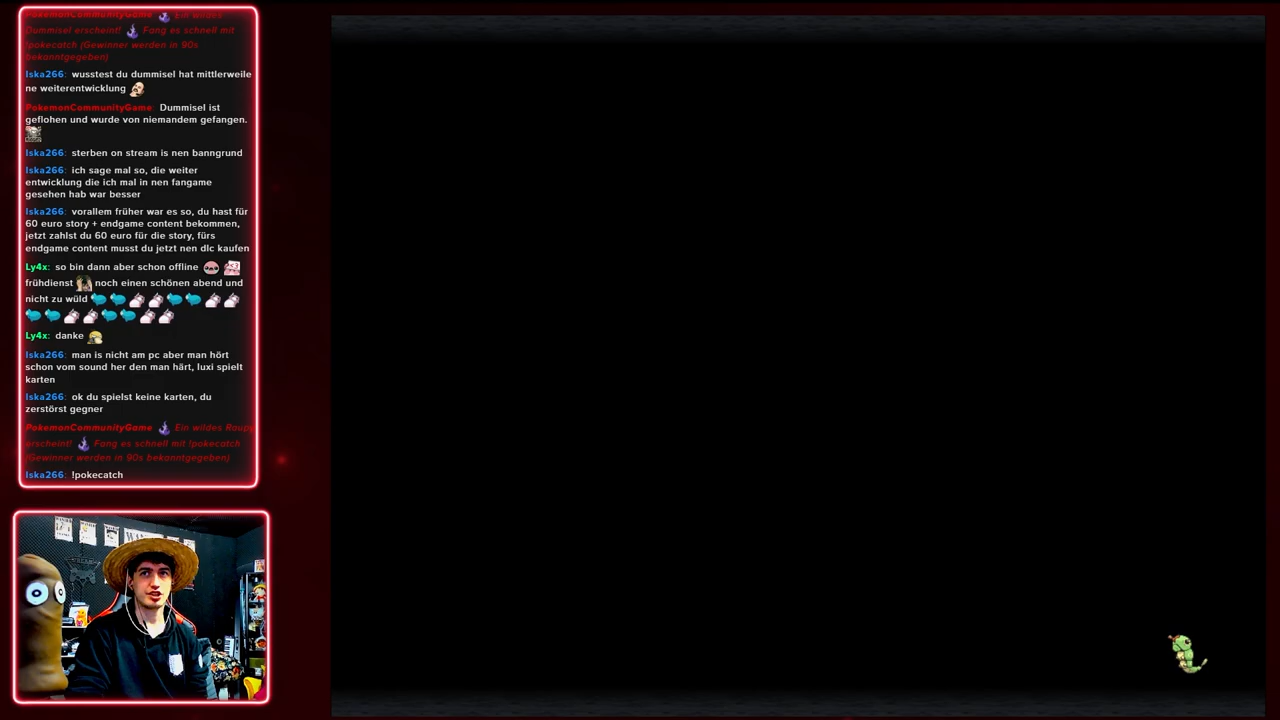 PokemonCommunityGame Ein wildes
Dummisel erscheint! Fang es schnell mit
!pokecatch (Gewinner werden in 90s
bekanntgegeben)
Iska266: wusstest du dummisel hat mittlerweile
ne weiterentwicklung
PokemonCommunityGame: Dummisel ist
geflohen und wurde von niemandem gefangen.
Iska266: sterben on stream is nen banngrund
Iska266: ich sage mal so, die weiter
entwicklung die ich mal in nen fangame
gesehen hab war besser
Iska266: vorallem früher war es so, du hast für
60 euro story + endgame content bekommen,
jetzt zahlst du 60 euro für die story, fürs
endgame content musst du jetzt nen dlc kaufen
Ly4x: so bin dann aber schon offline
frühdienst noch einen schönen abend und
nicht zu wüld
Ly4x: danke
Iska266: man is nicht am pc aber man hört
schon vom sound her den man härt, luxi spielt
karten
Iska266: ok du spielst keine karten, du
zerstörst gegner
PokemonCommunityGame Ein wildes Roupy
erscheint! Fang es schnell mit !pokecatch
(Gewinner werden in 90s bekanntgegeben)
Iska266: !pokecatch